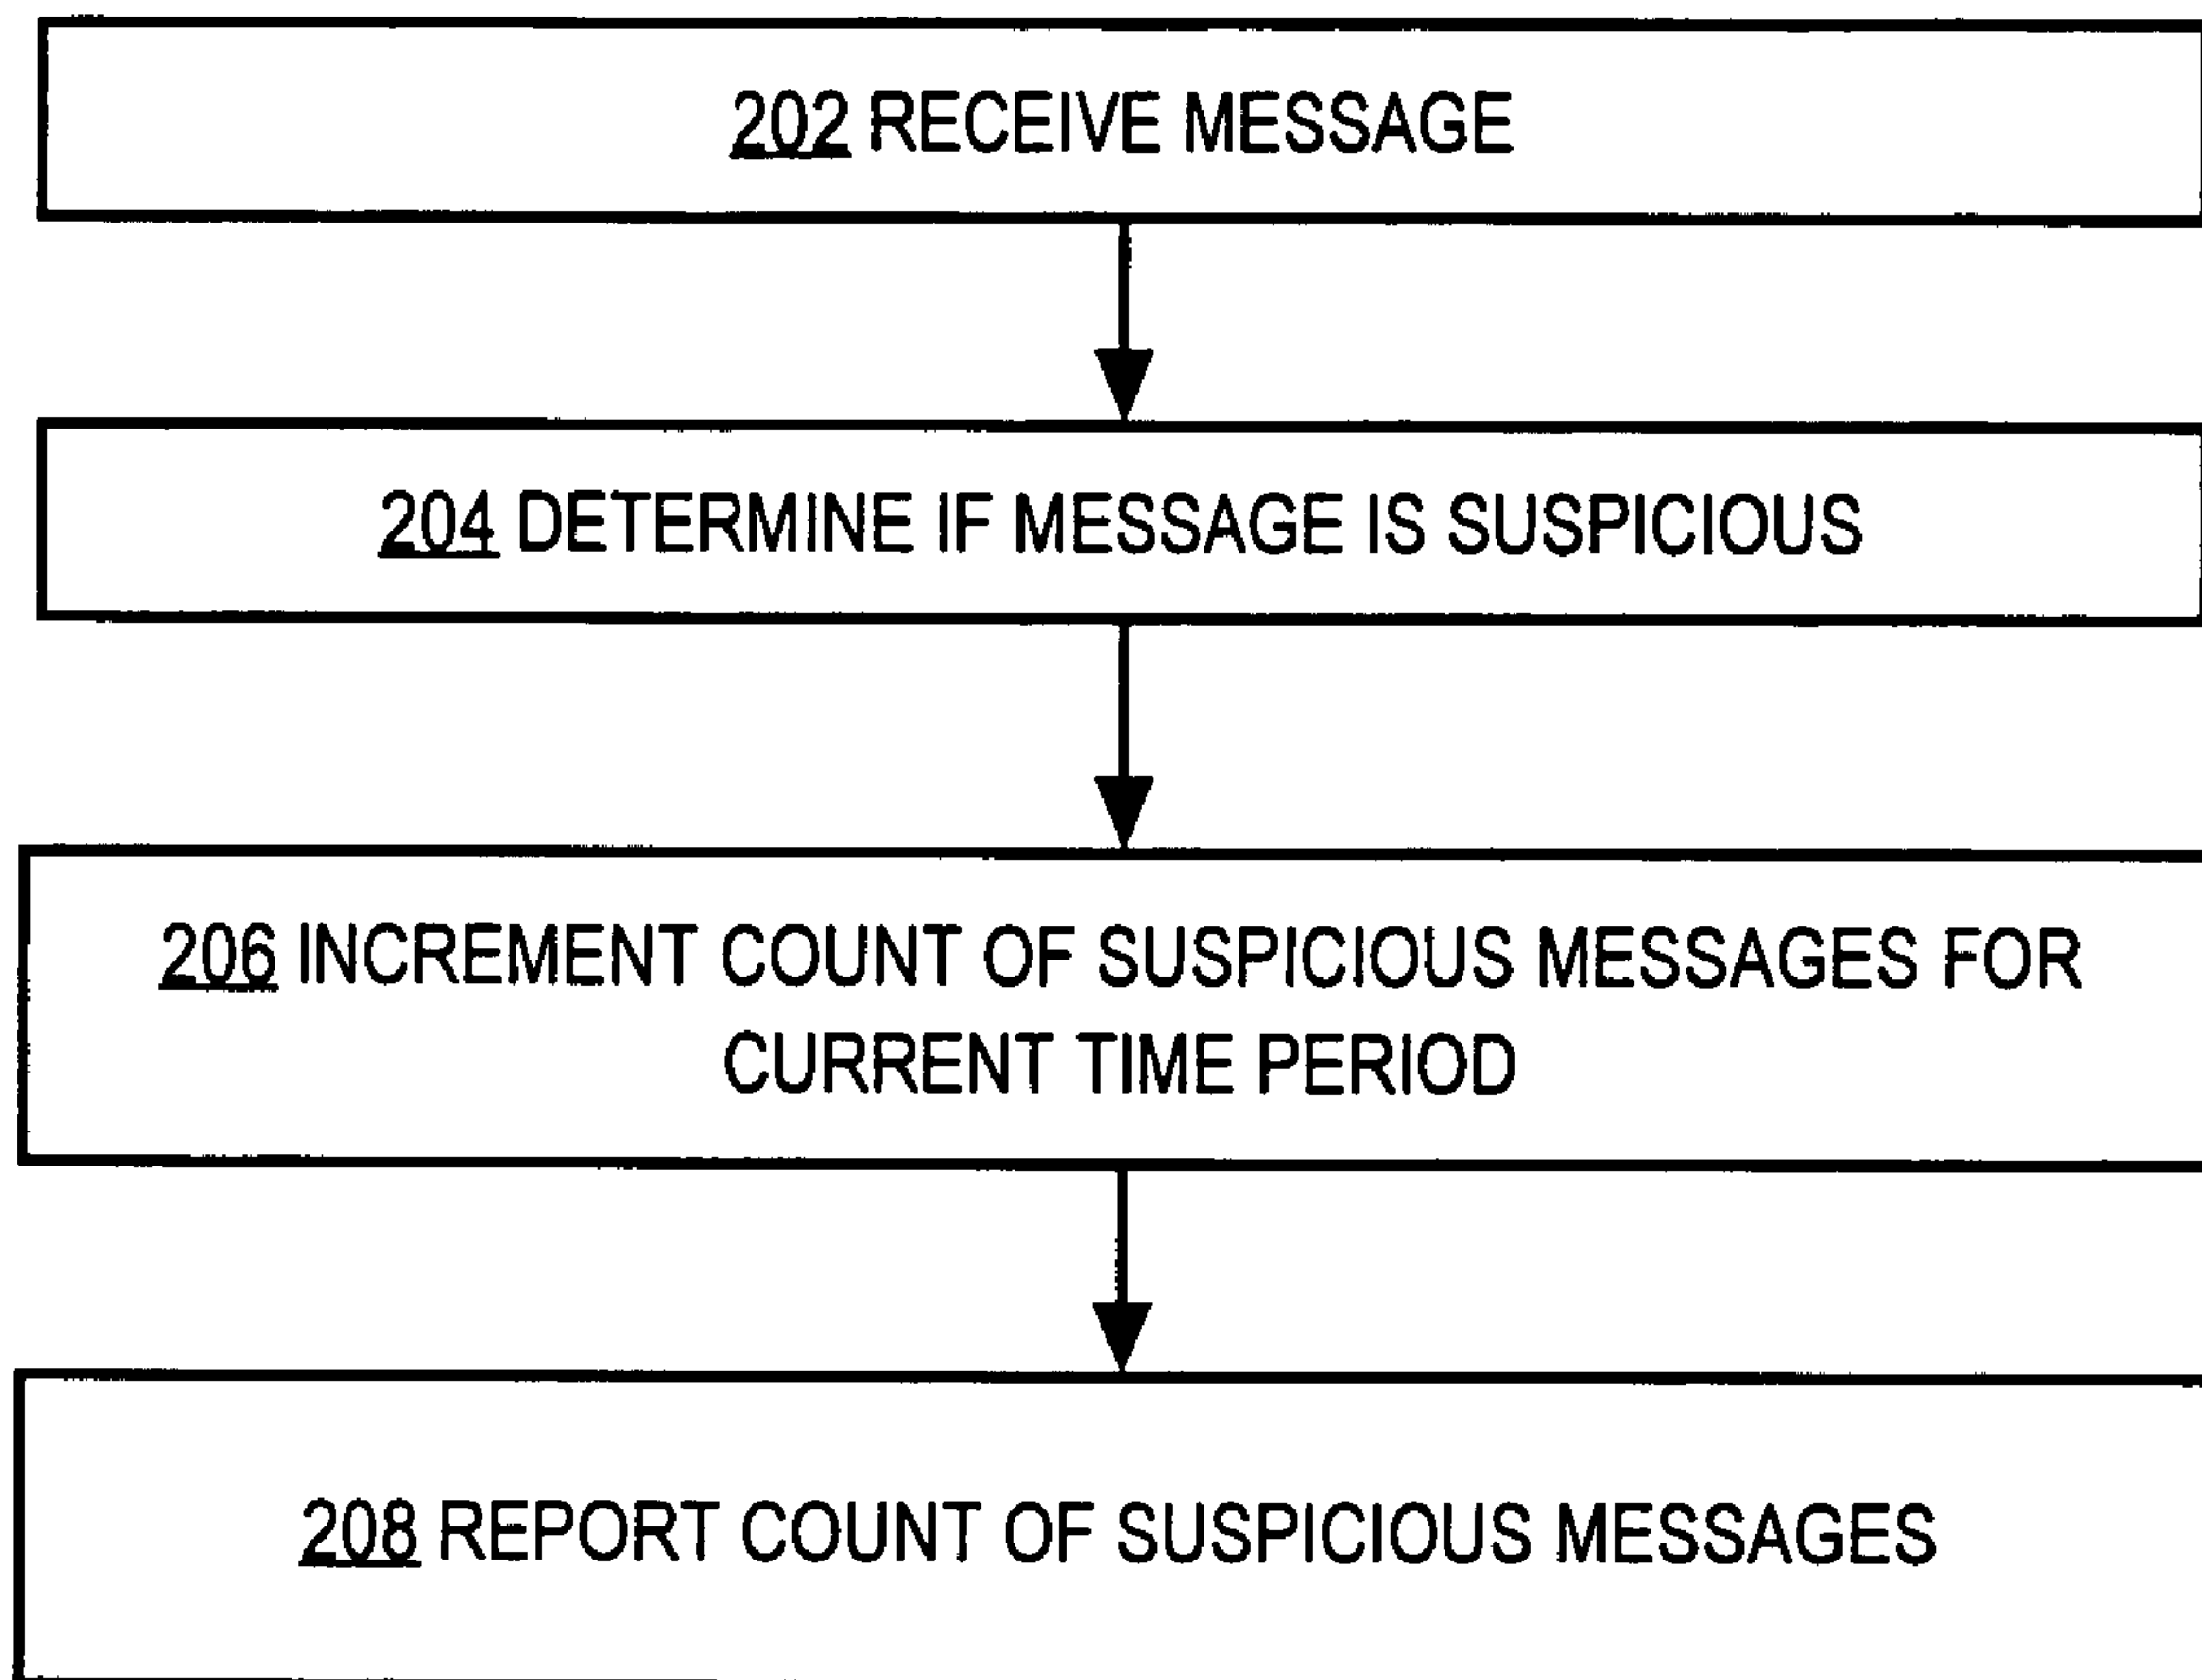 202 RECEIVE MESSAGE
204 DETERMINE IF MESSAGE IS SUSPICIOUS
206 INCREMENT COUNT OF SUSPICIOUS MESSAGES FOR
CURRENT TIME PERIOD
208 REPORT COUNT OF SUSPICIOUS MESSAGES